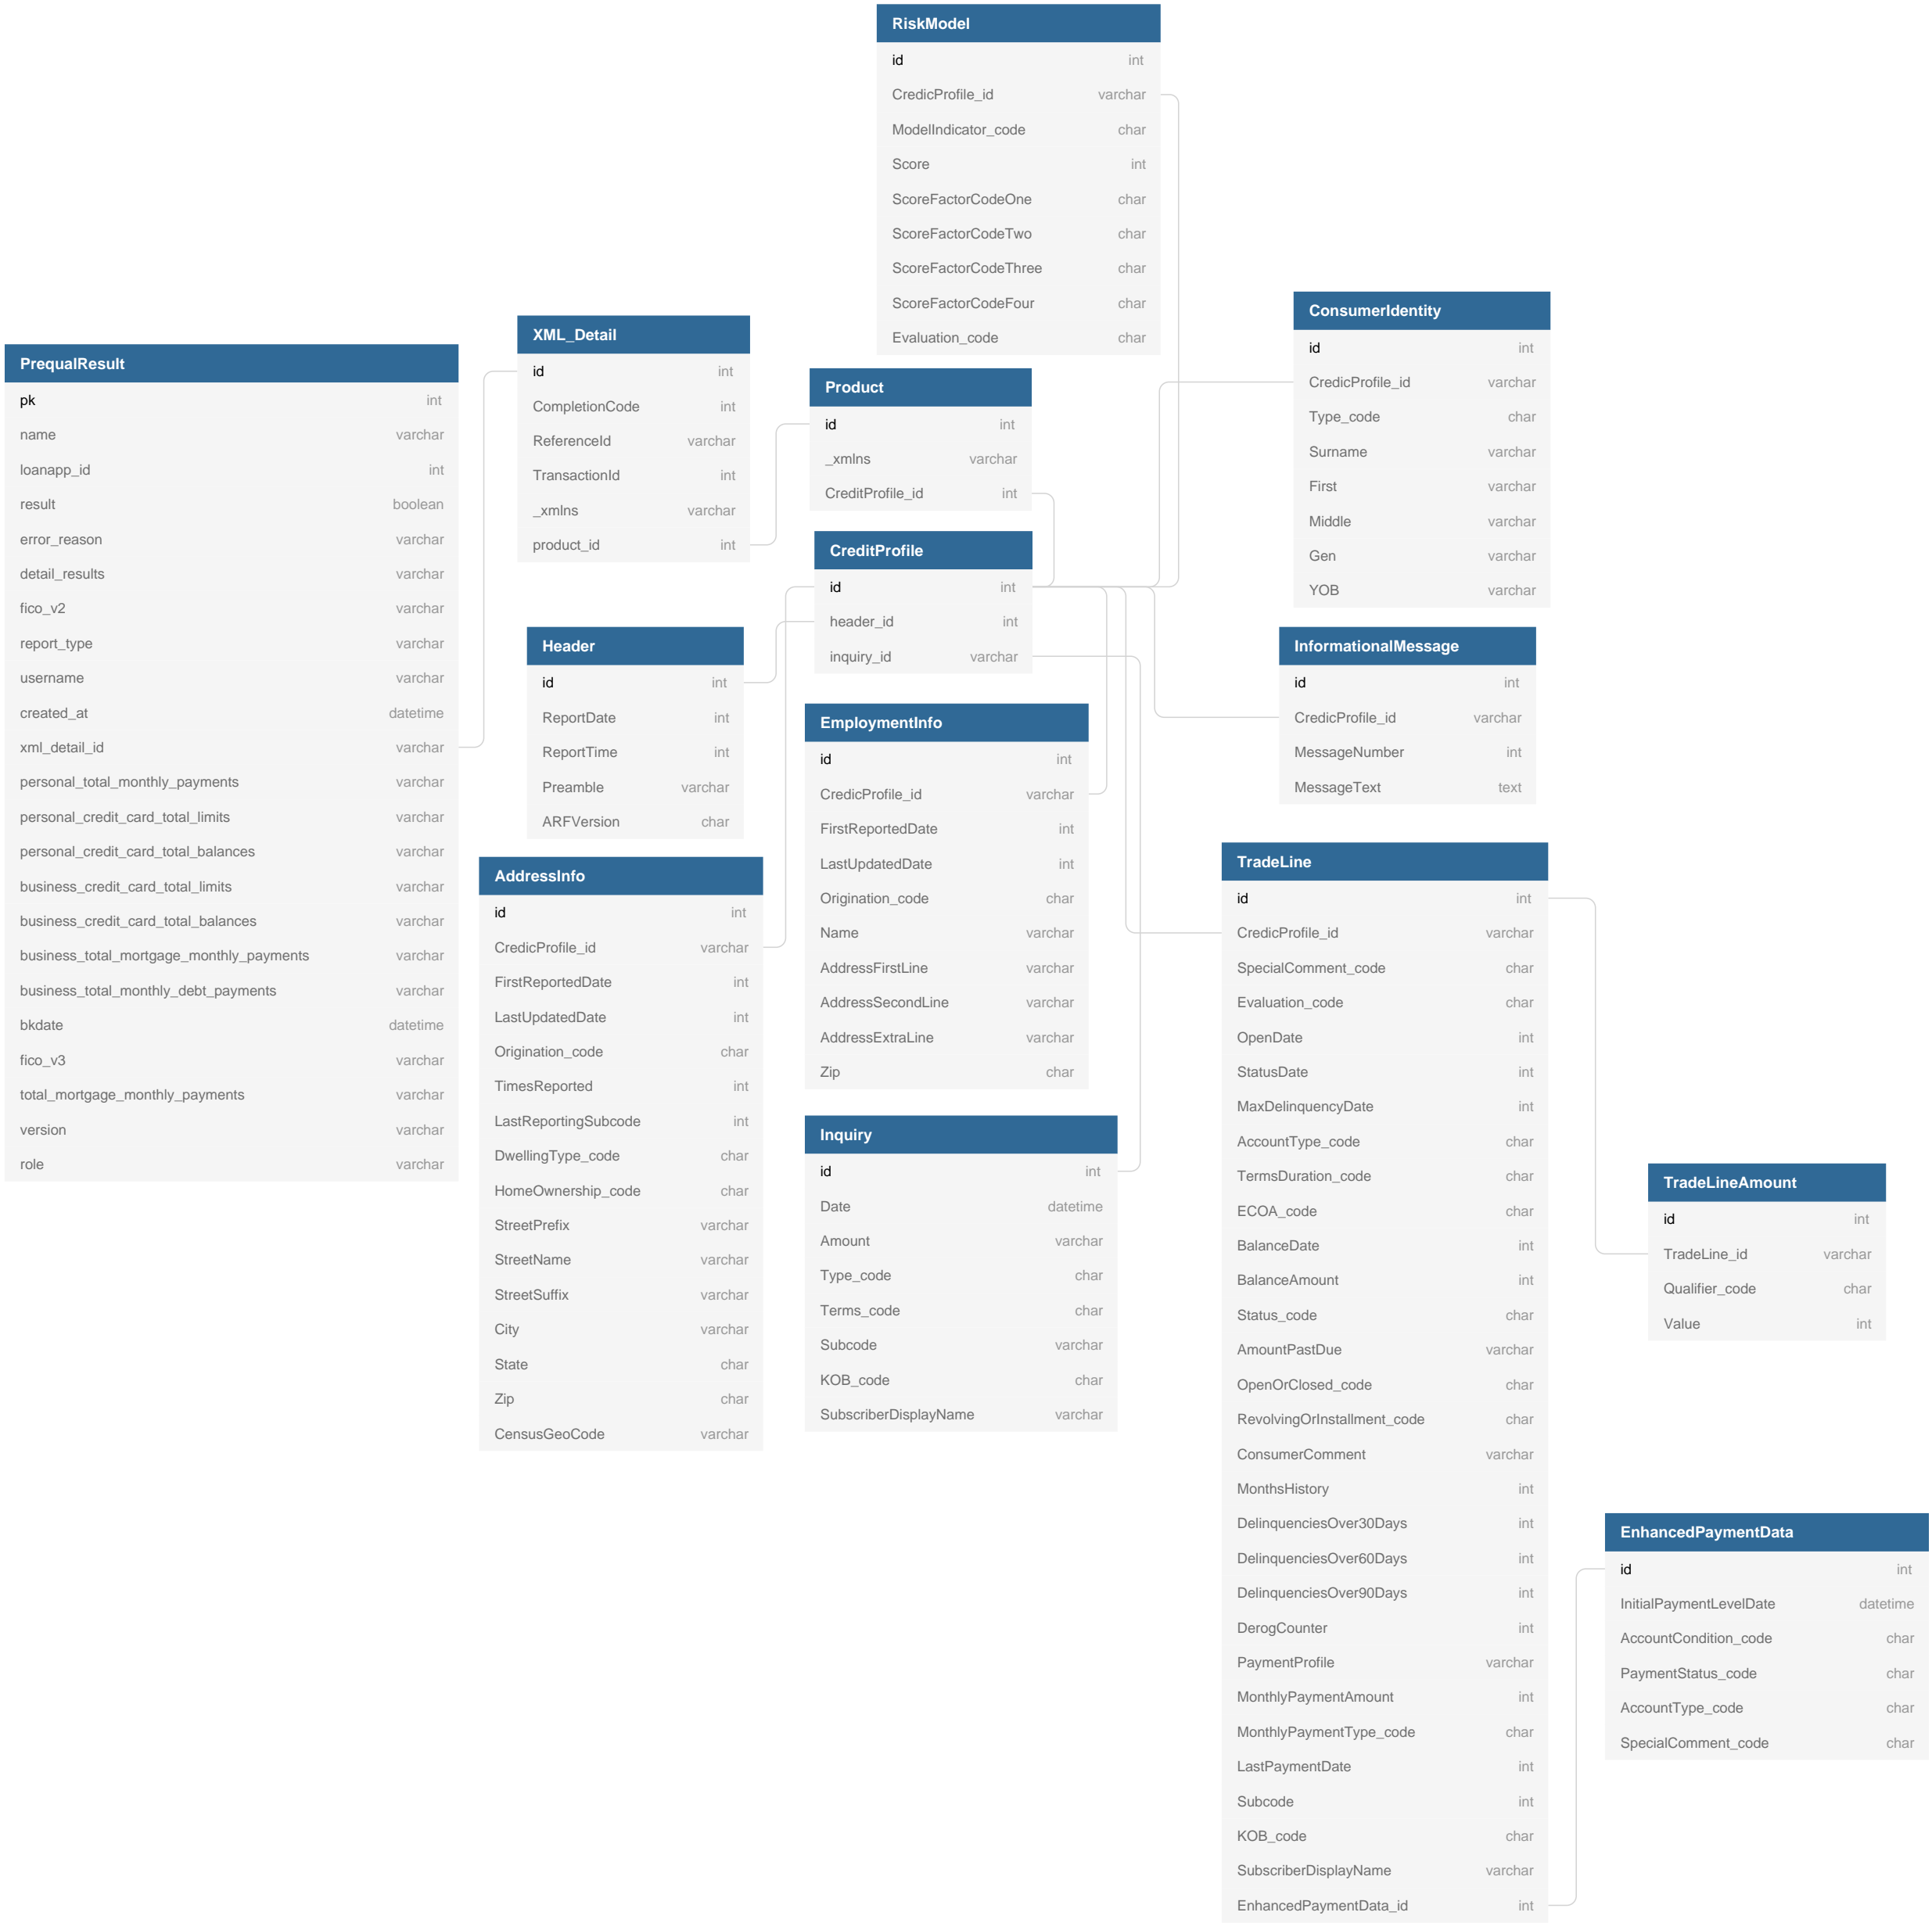 RiskModel
id int
CredicProfile_id varchar
ModelIndicator_code char
Score int
ScoreFactorCodeOne char
ScoreFactorCodeTwo char
ScoreFactorCodeThree char
ScoreFactorCodeFour char
Evaluation_code char
PrequalResult
pk int
name varchar
loanapp_id int
result boolean
error_reason varchar
detail_results varchar
fico_v2 varchar
report_type varchar
username varchar
created_at datetime
xml_detail_id varchar
personal_total_monthly_payments varchar
personal_credit_card_total_limits varchar
personal_credit_card_total_balances varchar
business_credit_card_total_limits varchar
business_credit_card_total_balances varchar
business_total_mortgage_monthly_payments varchar
business_total_monthly_debt_payments varchar
bkdate datetime
fico_v3 varchar
total_mortgage_monthly_payments varchar
version varchar
role varchar
XML_Detail
id int
CompletionCode int
ReferenceId varchar
TransactionId int
_xmlns varchar
product_id int
Product
id int
_xmlns varchar
CreditProfile_id int
CreditProfile
id int
header_id int
inquiry_id varchar
ConsumerIdentity
id int
CredicProfile_id varchar
Type_code char
Surname varchar
First varchar
Middle varchar
Gen varchar
YOB varchar
Header
id int
ReportDate int
ReportTime int
Preamble varchar
ARFVersion char
InformationalMessage
id int
CredicProfile_id varchar
MessageNumber int
MessageText text
EmploymentInfo
id int
CredicProfile_id varchar
FirstReportedDate int
LastUpdatedDate int
Origination_code char
Name varchar
AddressFirstLine varchar
AddressSecondLine varchar
AddressExtraLine varchar
Zip char
AddressInfo
id int
CredicProfile_id varchar
FirstReportedDate int
LastUpdatedDate int
Origination_code char
TimesReported int
LastReportingSubcode int
DwellingType_code char
HomeOwnership_code char
StreetPrefix varchar
StreetName varchar
StreetSuffix varchar
City varchar
State char
Zip char
CensusGeoCode varchar
Inquiry
id int
Date datetime
Amount varchar
Type_code char
Terms_code char
Subcode varchar
KOB_code char
SubscriberDisplayName varchar
TradeLine
id int
CredicProfile_id varchar
SpecialComment_code char
Evaluation_code char
OpenDate int
StatusDate int
MaxDelinquencyDate int
AccountType_code char
TermsDuration_code char
ECOA_code char
BalanceDate int
BalanceAmount int
Status_code char
AmountPastDue varchar
OpenOrClosed_code char
RevolvingOrInstallment_code char
ConsumerComment varchar
MonthsHistory int
DelinquenciesOver30Days int
DelinquenciesOver60Days int
DelinquenciesOver90Days int
DerogCounter int
PaymentProfile varchar
MonthlyPaymentAmount int
MonthlyPaymentType_code char
LastPaymentDate int
Subcode int
KOB_code char
SubscriberDisplayName varchar
EnhancedPaymentData_id int
TradeLineAmount
id int
TradeLine_id varchar
Qualifier_code char
Value int
EnhancedPaymentData
id int
InitialPaymentLevelDate datetime
AccountCondition_code char
PaymentStatus_code char
AccountType_code char
SpecialComment_code char